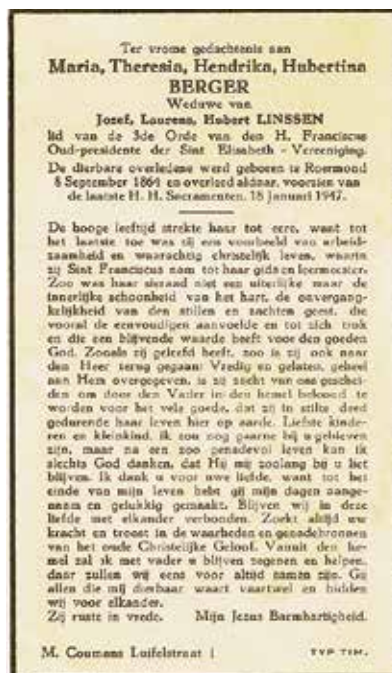 Ter vrome gedachtenis aan
Maria, Theresia, Hendrika, Hubertina
BERGER
Weduwe van
Jozef, Laurens, Hubert LINSSEN
lid van de 3de Orde van den H. Franciscus
Oud-presidente der Sint Elisabeth - Vereeniging.
De dierbare overledene werd geboren te Roermond
8 September 1864 en overleed aldaar, voorzien van
de laatste H. H. Sacramenten, 18 Januari 1947.
De hooge leeftijd strekte haar tot eere, want tot
het laatste toe was zij een voorbeeld van arbeid-
zaamheid en waarachtig christelijk leven, waarin
zij Sint Franciscus nam tot haar gids en leermeester.
Zoo was haar sieraad niet een uiterlijke maar de
innerlijke schoonheid van het hart, de onvergang-
kelijkheid van den stillen en zachten geest, die
vooral de eenvoudigen aanvoelde en tot zich trok
en die een blijvende waarde heeft voor den goeden
God. Zooals zij geleefd heeft, zoo is zij ook naar
den Heer terug gegaan: Vredig en gelaten, geheel
aan Hem overgegeven, is zij zacht van ons geschei-
den om door den Vader in den hemel beloond te
worden voor het vele goede, dat zij in stilte deed
gedurende haar leven hier op aarde. Liefste kinde-
ren en kleinkind, ik zou nog gaarne bij u gebleven
zijn, maar na een zoo genadevol leven kan ik
slechts God danken, dat Hij mij zoolang bij u liet
blijven. Ik dank u voor uwe liefde, want tot het
einde van mijn leven hebt gij mijn dagen aange-
naam en gelukkig gemaakt. Blijven wij in deze
liefde met elkander verbonden. Zoekt altijd uw
kracht en troost in de waarheden en genadebronnen
van het oude Christelijke Geloof. Vanuit den he-
mel zal ik met vader u blijven zegenen en helpen,
daar zullen wij eens voor altijd samen zijn. Gij
allen die mij dierbaar waart vaartwel en bidden
wij voor elkander.
Zij ruste in vrede. Mijn Jezus Barmhartigheid.
M. Coumans Luifelstraat 1 TYP TIM.